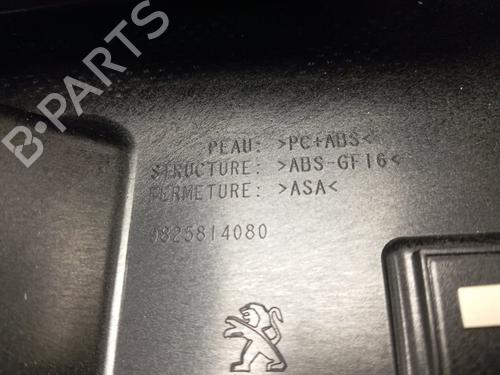 B-PARTS
PEAU: >PC+ABS<
STRUCTURE: >ABS-GF16<
FERMETURE: >ASA<
9825814080